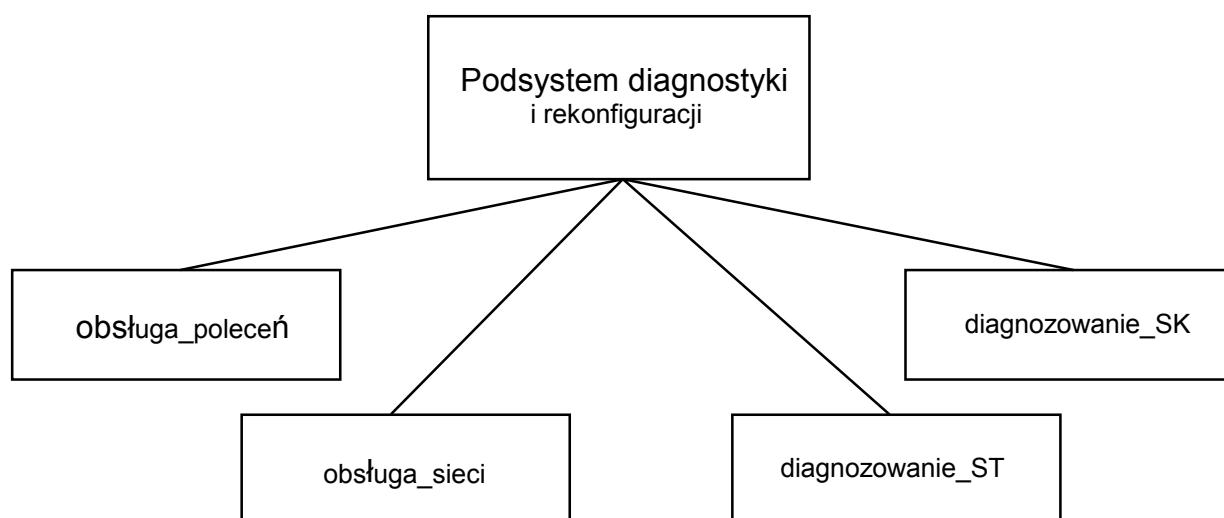 Podsystem diagnostyki
i rekonfiguracji
obsługa_poleceń
diagnozowanie_SK
obsługa_sieci
diagnozowanie_ST